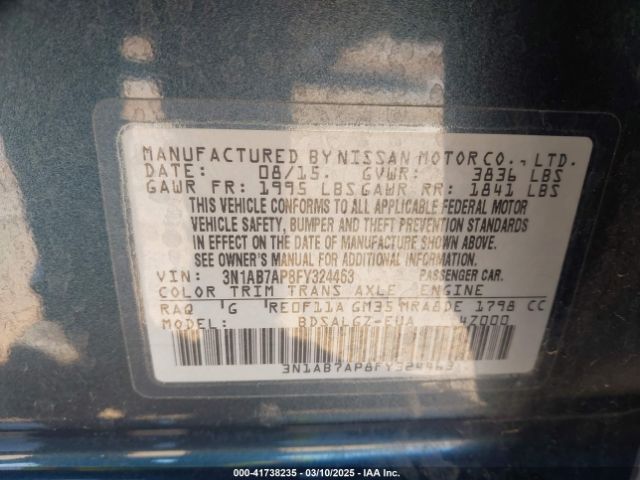 MANUFACTURED BY NISSAN MOTOR CO., LTD.
DATE: 08/15. GVWR: 3836 LBS
GAWR FR: 1995 LBS GAWR RR: 1841 LBS
THIS VEHICLE CONFORMS TO ALL APPLICABLE FEDERAL MOTOR
VEHICLE SAFETY, BUMPER AND THEFT PREVENTION STANDARDS
IN EFFECT ON THE DATE OF MANUFACTURE SHOWN ABOVE.
SEE OWNER'S MANUAL FOR ADDITIONAL INFORMATION.
VIN: 3N1AB7AP8FY324463 PASSENGER CAR.
COLOR TRIM TRANS AXLE ENGINE
RAQ G RE0F11A GM35 MRA8DE 1798 CC
MODEL: BDSALGZ-EUA
3N1AB7AP8FY324463
000-41738235 - 03/10/2025 - IAA Inc.